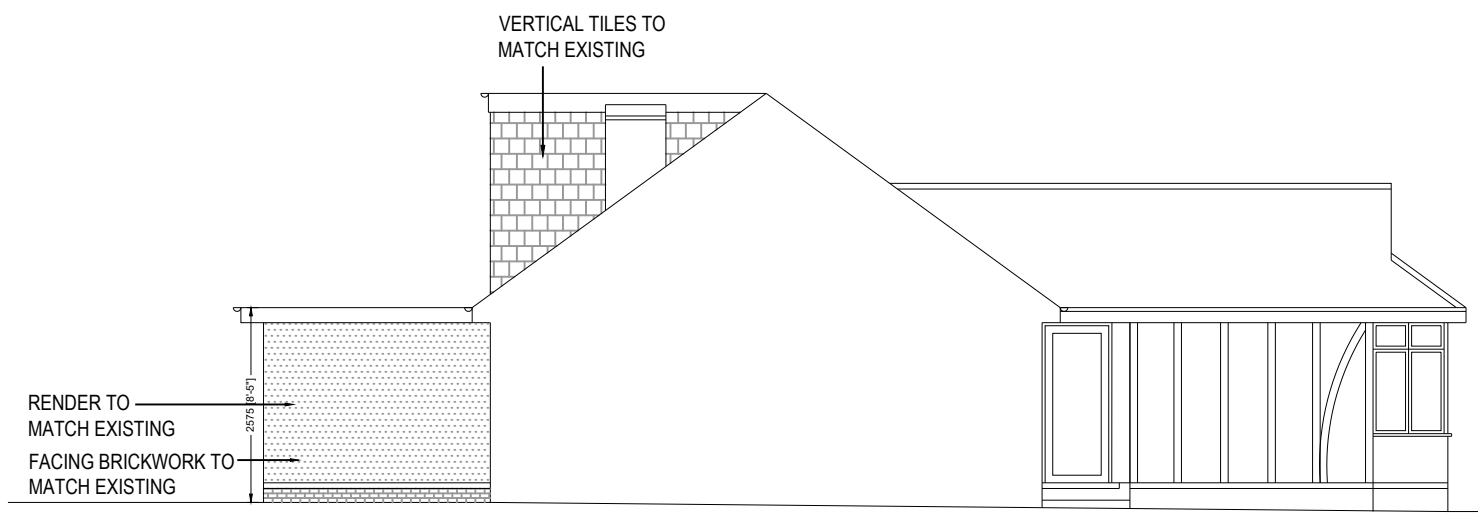 VERTICAL TILES TO
MATCH EXISTING
RENDER TO
MATCH EXISTING
FACING BRICKWORK TO
MATCH EXISTING
2575 [8'-5"]